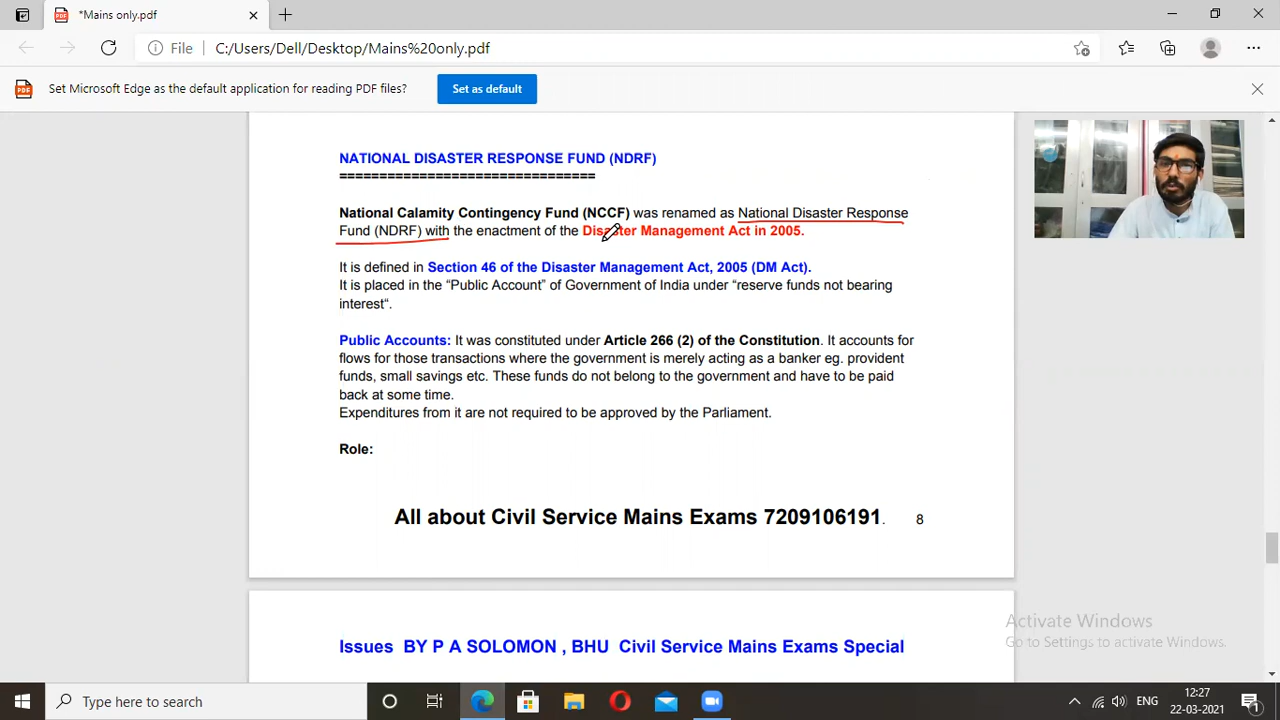 *Mains only.pdf
File
C:/Users/Dell/Desktop/Mains%20only.pdf
Set Microsoft Edge as the default application for reading PDF files?
Set as default
NATIONAL DISASTER RESPONSE FUND (NDRF)
================================
National Calamity Contingency Fund (NCCF) was renamed as National Disaster Response
Fund (NDRF) with the enactment of the Disaster Management Act in 2005.
It is defined in Section 46 of the Disaster Management Act, 2005 (DM Act).
It is placed in the “Public Account” of Government of India under “reserve funds not bearing
interest“.
Public Accounts: It was constituted under Article 266 (2) of the Constitution. It accounts for
flows for those transactions where the government is merely acting as a banker eg. provident
funds, small savings etc. These funds do not belong to the government and have to be paid
back at some time.
Expenditures from it are not required to be approved by the Parliament.
Role:
All about Civil Service Mains Exams 7209106191. 8
Issues BY P A SOLOMON , BHU Civil Service Mains Exams Special
Activate Windows
Go to Settings to activate Windows.
Type here to search
ENG
12:27
22-03-2021